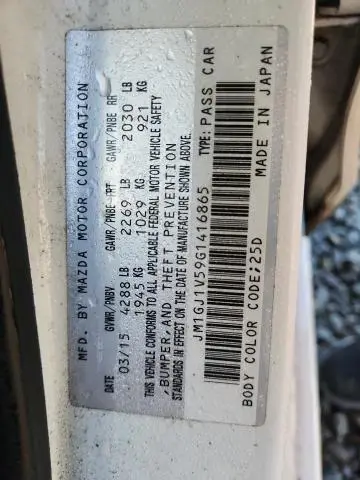 MFD. BY MAZDA MOTOR CORPORATION
DATE GVWR/PNBV GAWR/PNBE FRT GAWR/PNBE RR
03/15 4288 LB 2269 LB 2030 LB
1945 KG 1029 KG 921 KG
THIS VEHICLE CONFORMS TO ALL APPLICABLE FEDERAL MOTOR VEHICLE SAFETY
,BUMPER,AND THEFT PREVENTION
STANDARDS IN EFFECT ON THE DATE OF MANUFACTURE SHOWN ABOVE.
JM1GJ1V59G1416865 TYPE: PASS CAR
BODY COLOR CODE:25D MADE IN JAPAN